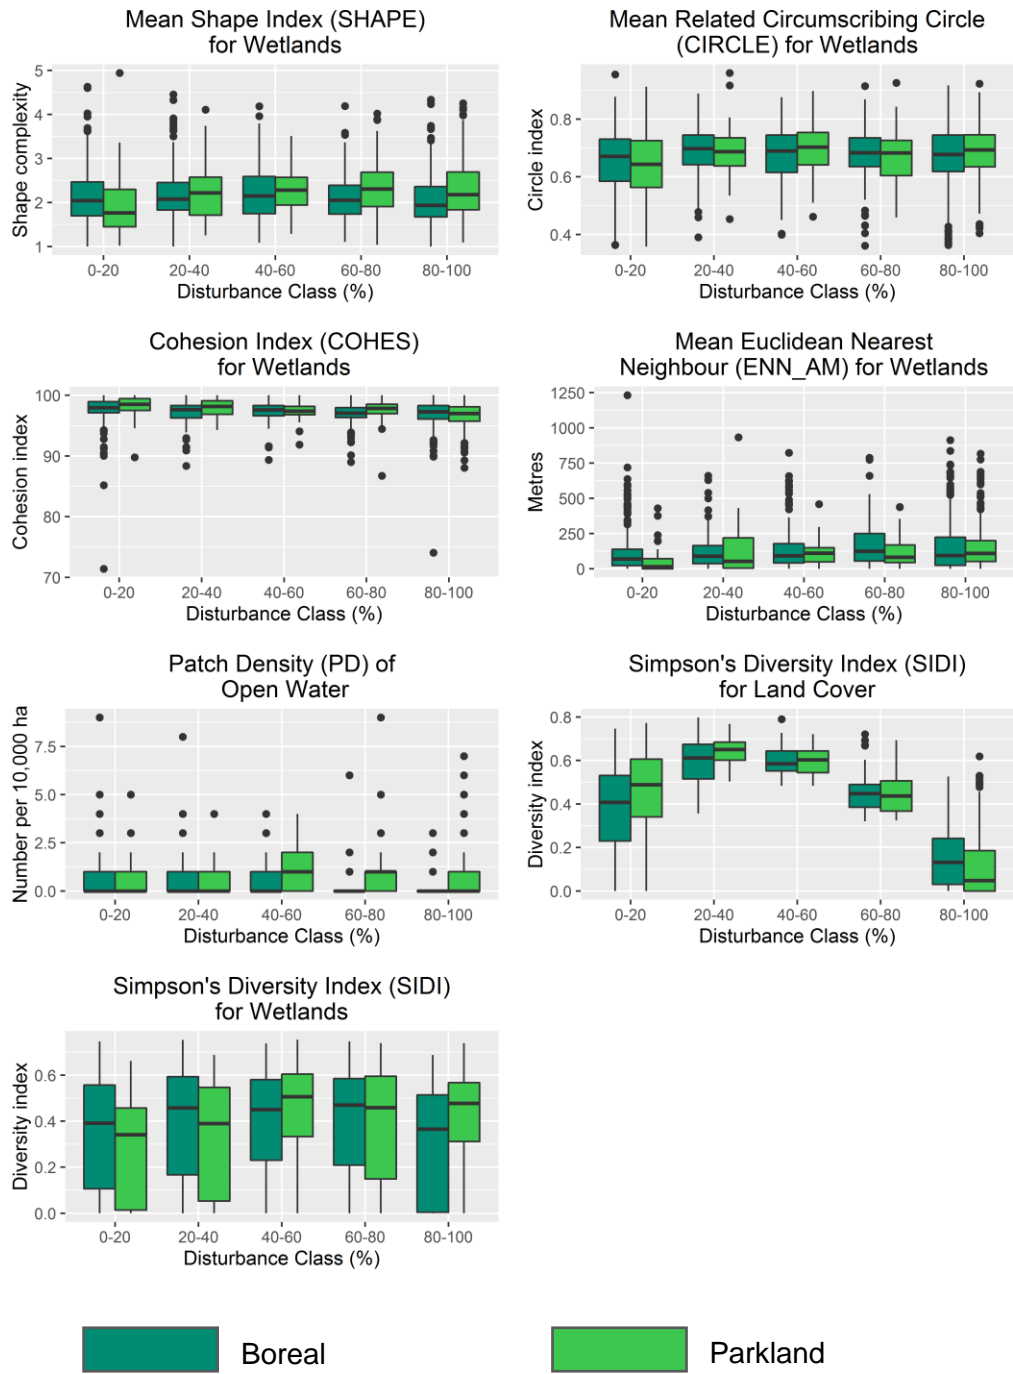 Mean Shape Index (SHAPE)
for Wetlands
Shape complexity
5
4
3
2
1
0-20 20-40 40-60 60-80 80-100
Disturbance Class (%)
Mean Related Circumscribing Circle
(CIRCLE) for Wetlands
Circle index
0.8
0.6
0.4
0-20 20-40 40-60 60-80 80-100
Disturbance Class (%)
Cohesion Index (COHES)
for Wetlands
Cohesion index
100
90
80
70
0-20 20-40 40-60 60-80 80-100
Disturbance Class (%)
Mean Euclidean Nearest
Neighbour (ENN_AM) for Wetlands
Metres
1250
1000
750
500
250
0
0-20 20-40 40-60 60-80 80-100
Disturbance Class (%)
Patch Density (PD) of
Open Water
Number per 10,000 ha
7.5
5.0
2.5
0.0
0-20 20-40 40-60 60-80 80-100
Disturbance Class (%)
Simpson's Diversity Index (SIDI)
for Land Cover
Diversity index
0.8
0.6
0.4
0.2
0.0
0-20 20-40 40-60 60-80 80-100
Disturbance Class (%)
Simpson's Diversity Index (SIDI)
for Wetlands
Diversity index
0.6
0.4
0.2
0.0
0-20 20-40 40-60 60-80 80-100
Disturbance Class (%)
Boreal
Parkland